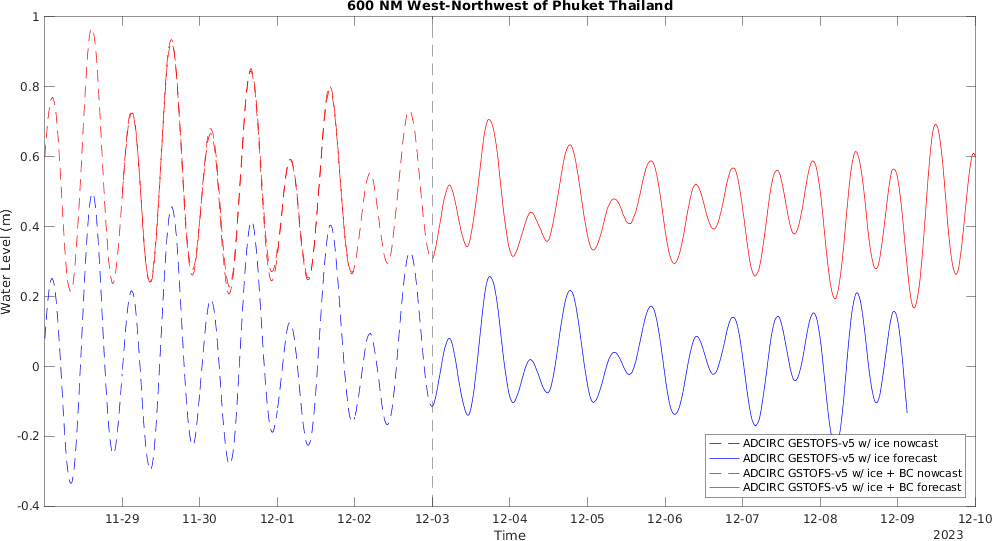 600 NM West-Northwest of Phuket Thailand
1
0.8
0.6
0.4
0.2
0
-0.2
-0.4
Water Level (m)
11-29 11-30 12-01 12-02 12-03 12-04 12-05 12-06 12-07 12-08 12-09 12-10
Time
2023
ADCIRC GESTOFS-v5 w/ ice nowcast
ADCIRC GESTOFS-v5 w/ ice forecast
ADCIRC GSTOFS-v5 w/ ice + BC nowcast
ADCIRC GSTOFS-v5 w/ ice + BC forecast